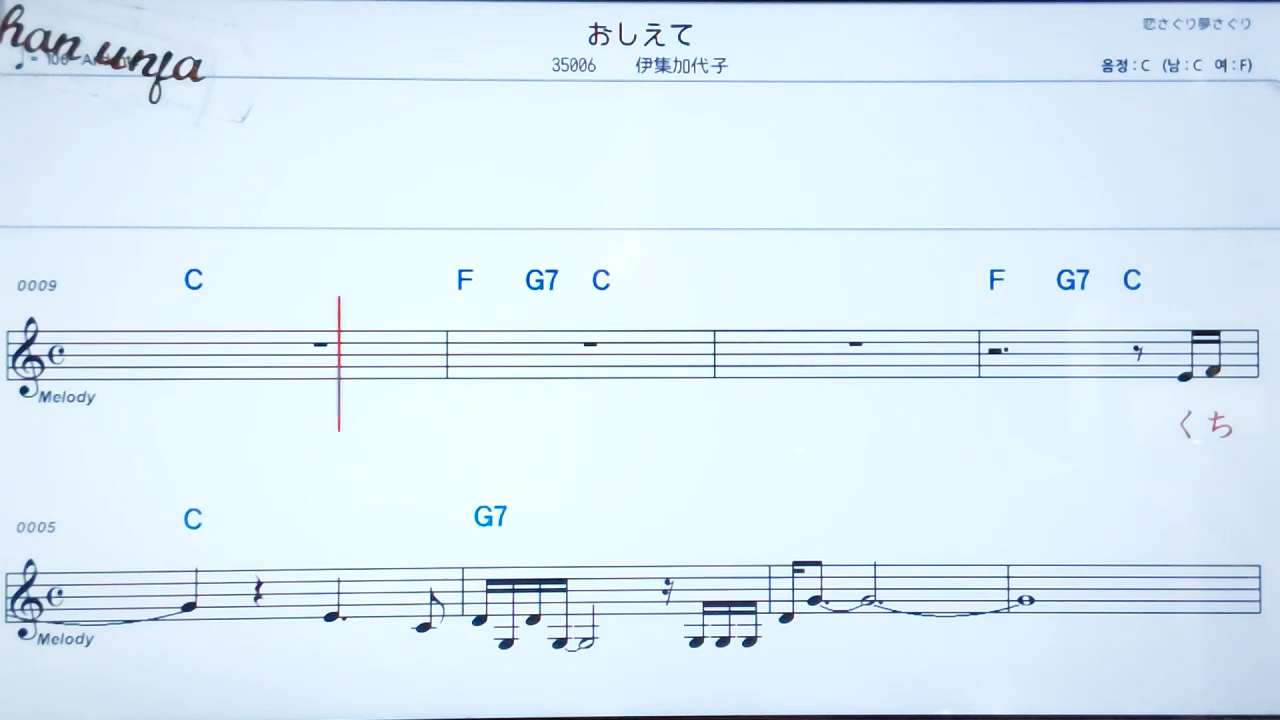 han unfa
おしえて
恋さぐり夢さぐり
35006 伊集加代子
음정 : C (남 : C 여 : F)
C F G7 C F G7 C
0009
Melody
くち
C G7
0005
Melody